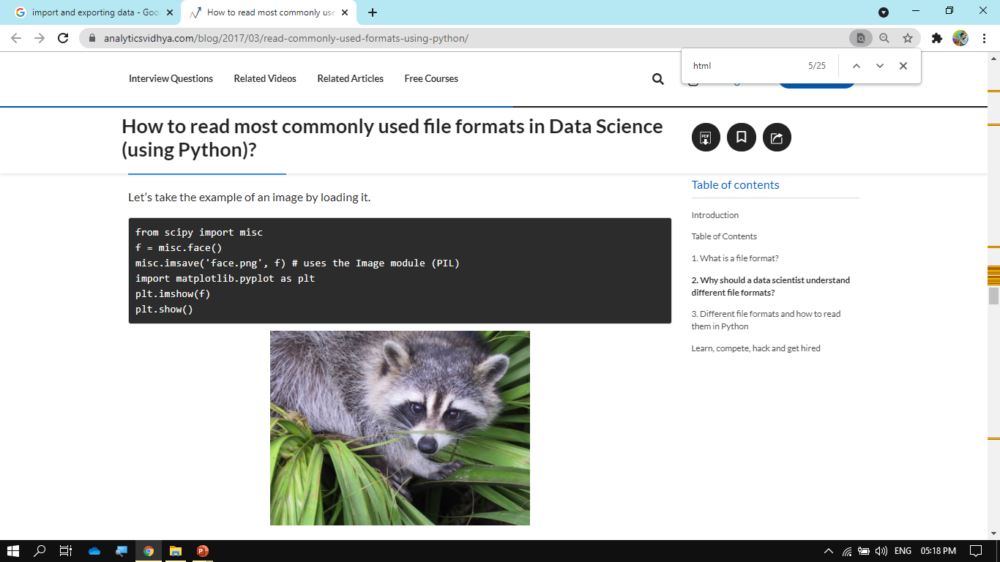 import and exporting data - Goo
How to read most commonly use
analyticsvidhya.com/blog/2017/03/read-commonly-used-formats-using-python/
html 5/25
Interview Questions Related Videos Related Articles Free Courses
How to read most commonly used file formats in Data Science
(using Python)?
PDF
Let’s take the example of an image by loading it.
from scipy import misc
f = misc.face()
misc.imsave('face.png', f) # uses the Image module (PIL)
import matplotlib.pyplot as plt
plt.imshow(f)
plt.show()
Table of contents
Introduction
Table of Contents
1. What is a file format?
2. Why should a data scientist understand
different file formats?
3. Different file formats and how to read
them in Python
Learn, compete, hack and get hired
ENG 05:18 PM